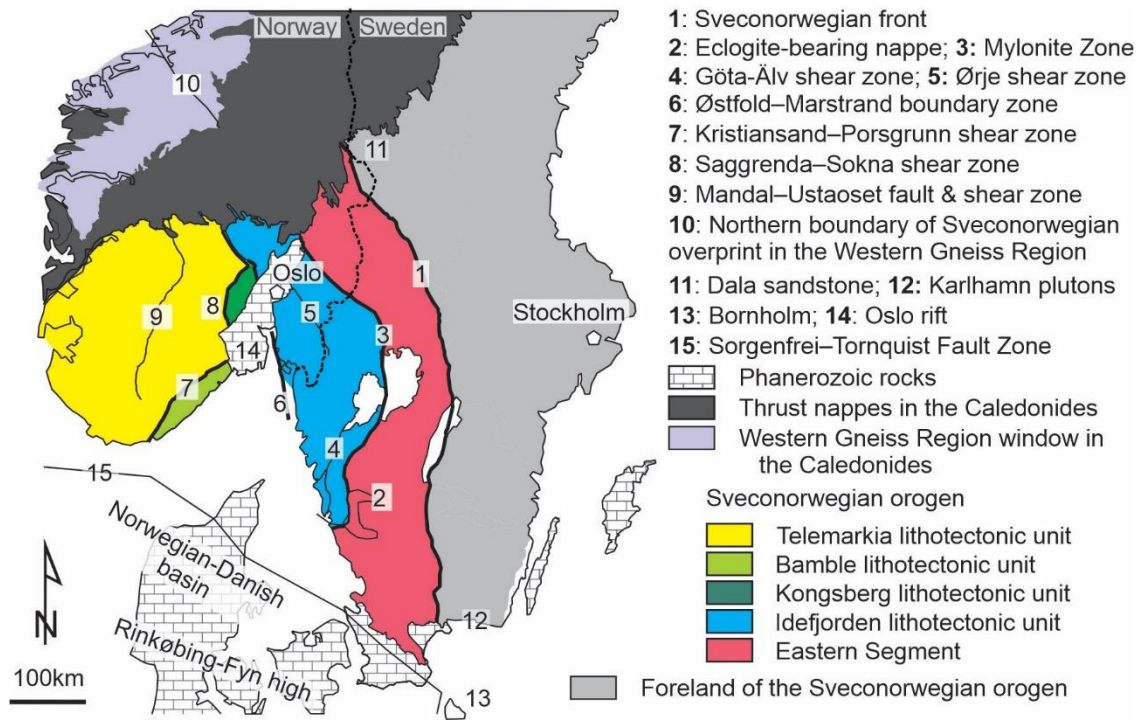 Norway Sweden
10
11
1
Oslo
8
5
Stockholm
9
3
14
7
6
4
15
2
Norwegian-Danish
basin
12
Rinkøbing-Fyn high
N
100km
13
1: Sveconorwegian front
2: Eclogite-bearing nappe; 3: Mylonite Zone
4: Göta-Älv shear zone; 5: Ørje shear zone
6: Østfold–Marstrand boundary zone
7: Kristiansand–Porsgrunn shear zone
8: Saggrenda–Sokna shear zone
9: Mandal–Ustaoset fault & shear zone
10: Northern boundary of Sveconorwegian
overprint in the Western Gneiss Region
11: Dala sandstone; 12: Karlhamn plutons
13: Bornholm; 14: Oslo rift
15: Sorgenfrei–Tornquist Fault Zone
Phanerozoic rocks
Thrust nappes in the Caledonides
Western Gneiss Region window in
the Caledonides
Sveconorwegian orogen
Telemarkia lithotectonic unit
Bamble lithotectonic unit
Kongsberg lithotectonic unit
Idefjorden lithotectonic unit
Eastern Segment
Foreland of the Sveconorwegian orogen